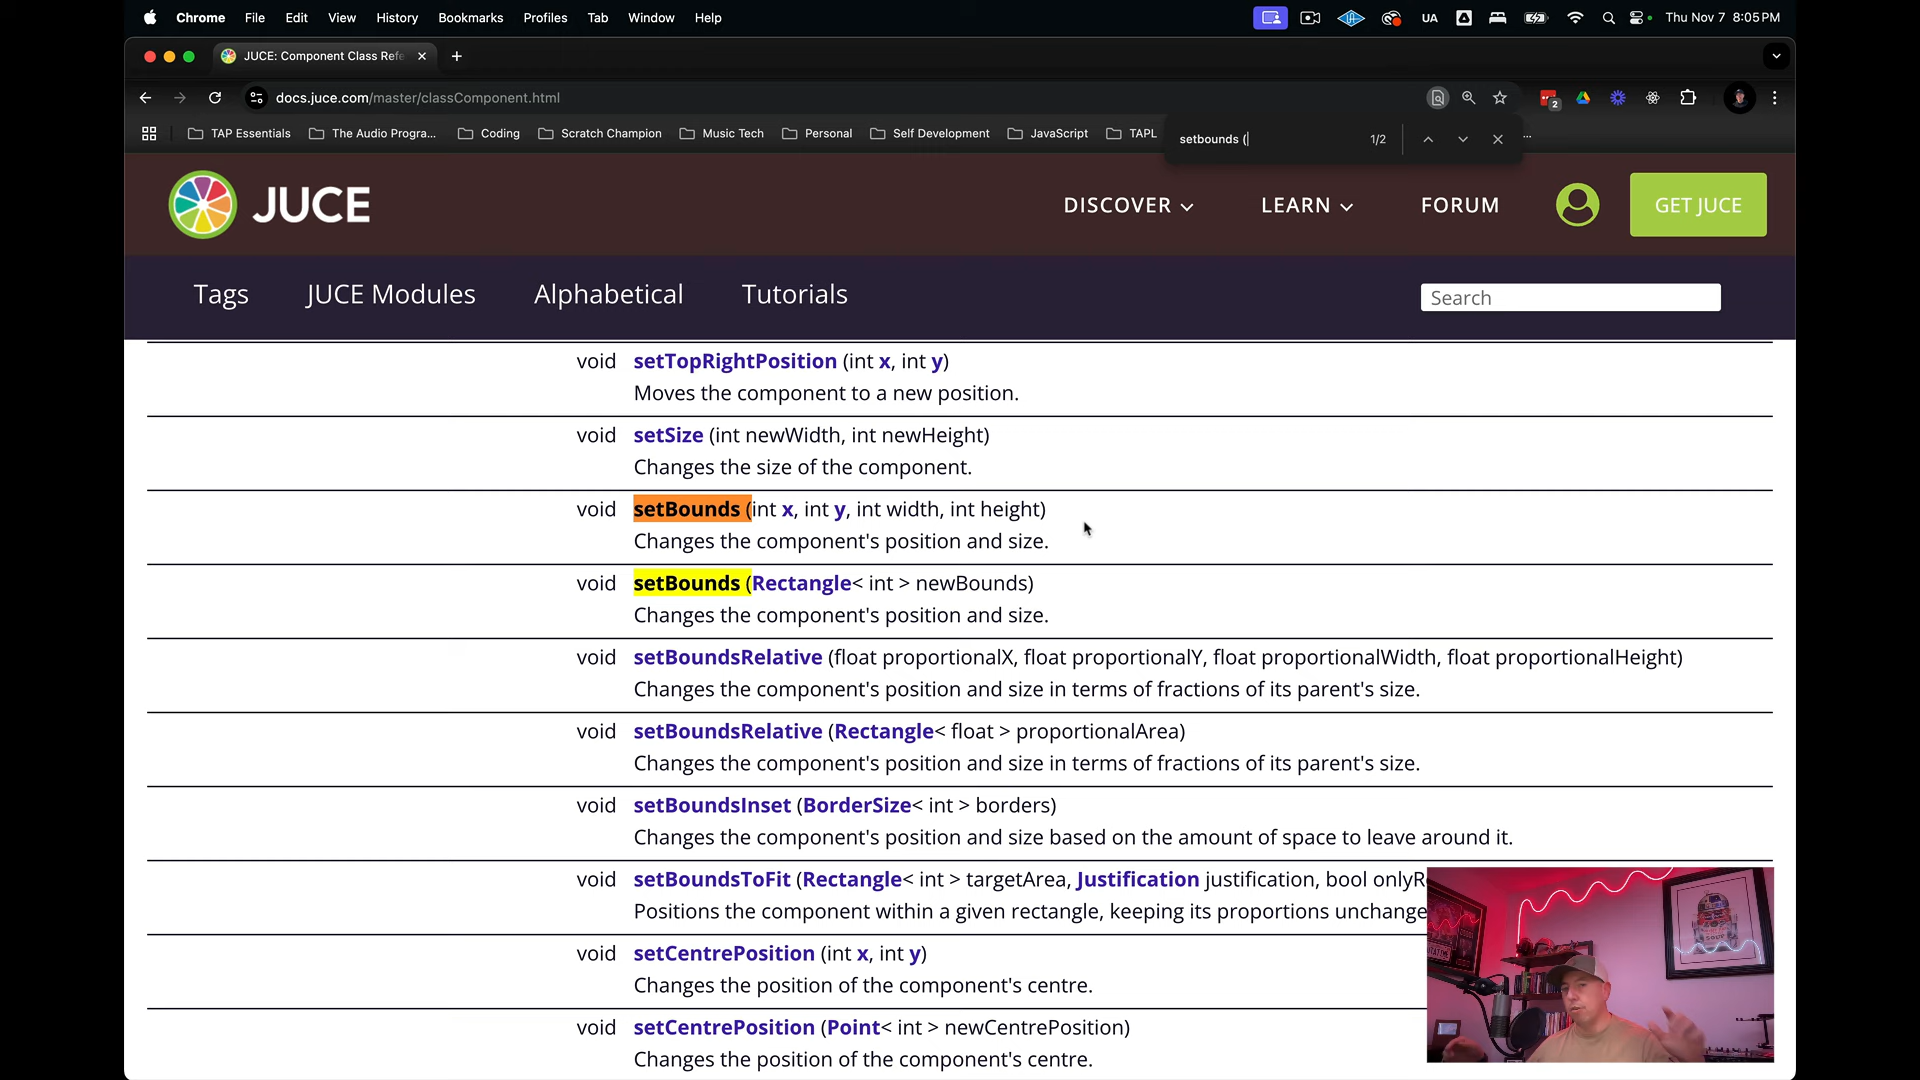 Chrome File Edit View History Bookmarks Profiles Tab Window Help UA Thu Nov 7 8:05 PM
JUCE: Component Class Refe
docs.juce.com/master/classComponent.html 2
TAP Essentials The Audio Progra... Coding Scratch Champion Music Tech Personal Self Development JavaScript TAPL ...
setbounds ( 1/2
JUCE DISCOVER LEARN FORUM GET JUCE
Tags JUCE Modules Alphabetical Tutorials Search
void setTopRightPosition (int x, int y)
Moves the component to a new position.
void setSize (int newWidth, int newHeight)
Changes the size of the component.
void setBounds (int x, int y, int width, int height)
Changes the component's position and size.
void setBounds (Rectangle< int > newBounds)
Changes the component's position and size.
void setBoundsRelative (float proportionalX, float proportionalY, float proportionalWidth, float proportionalHeight)
Changes the component's position and size in terms of fractions of its parent's size.
void setBoundsRelative (Rectangle< float > proportionalArea)
Changes the component's position and size in terms of fractions of its parent's size.
void setBoundsInset (BorderSize< int > borders)
Changes the component's position and size based on the amount of space to leave around it.
void setBoundsToFit (Rectangle< int > targetArea, Justification justification, bool onlyR
Positions the component within a given rectangle, keeping its proportions unchange
void setCentrePosition (int x, int y)
Changes the position of the component's centre.
void setCentrePosition (Point< int > newCentrePosition)
Changes the position of the component's centre.